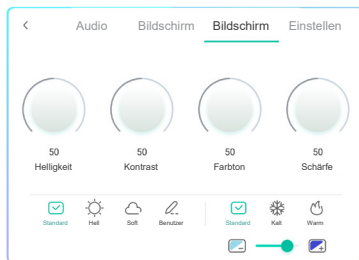 Audio Bildschirm Bildschirm Einstellen
50 50 50 50
Helligkeit Kontrast Farbton Schärfe
Standard Hell Soft Benutzer Standard Kalt Warm